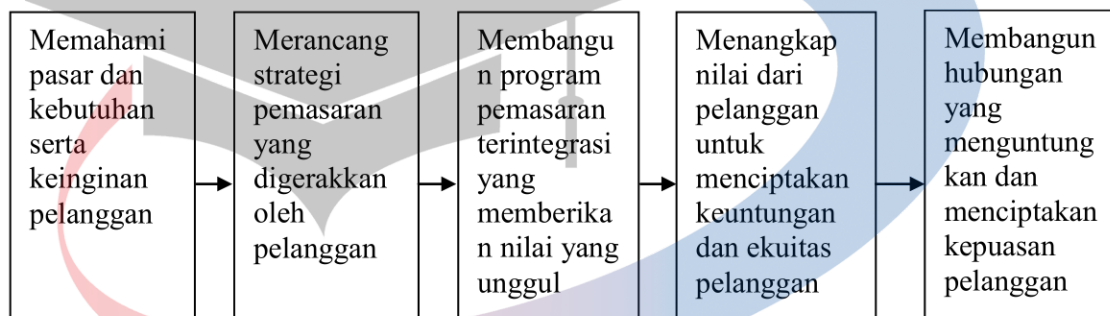 Memahami
pasar dan
kebutuhan
serta
keinginan
pelanggan
Merancang
strategi
pemasaran
yang
digerakkan
oleh
pelanggan
Membangu
n program
pemasaran
terintegrasi
yang
memberika
n nilai yang
unggul
Menangkap
nilai dari
pelanggan
untuk
menciptakan
keuntungan
dan ekuitas
pelanggan
Membangun
hubungan
yang
menguntung
kan dan
menciptakan
kepuasan
pelanggan